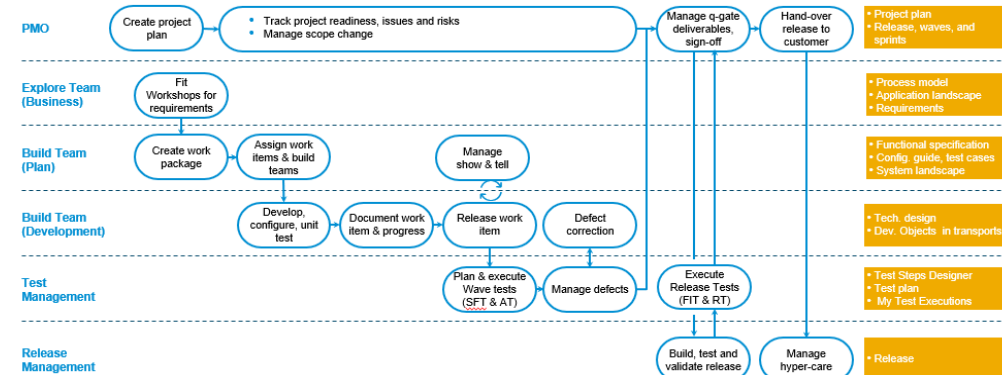 PMO
Create project
plan
• Track project readiness, issues and risks
• Manage scope change
Manage q-gate
deliverables,
sign-off
Hand-over
release to
customer
• Project plan
• Release, waves, and
sprints
Explore Team
(Business)
Fit
Workshops for
requirements
• Process model
• Application landscape
• Requirements
Build Team
(Plan)
Create work
package
Assign work
items & build
teams
Manage
show & tell
• Functional specification
• Config. guide, test cases
• System landscape
Build Team
(Development)
Develop,
configure, unit
test
Document work
item & progress
Release work
item
Defect
correction
• Tech. design
• Dev. Objects in transports
Test
Management
Plan & execute
Wave tests
(SFT & AT)
Manage defects
Execute
Release Tests
(FIT & RT)
• Test Steps Designer
• Test plan
• My Test Executions
Release
Management
Build, test and
validate release
Manage
hyper-care
• Release